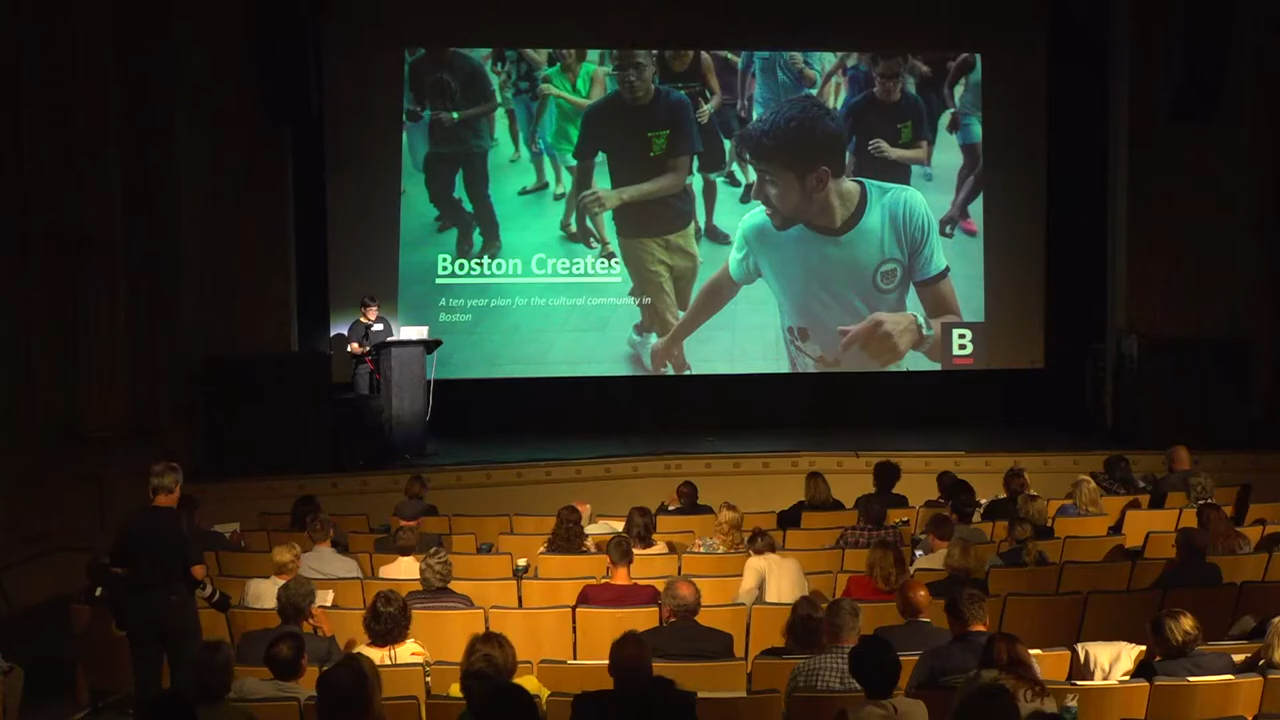 Boston Creates
A ten year plan for the cultural community in
Boston
B